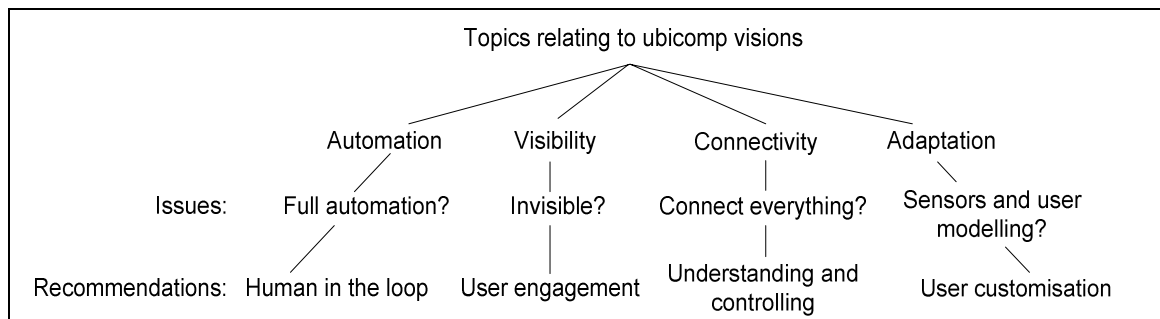 Topics relating to ubicomp visions
Automation Visibility Connectivity Adaptation
Issues: Full automation? Invisible? Connect everything? Sensors and user
modelling?
Recommendations: Human in the loop User engagement Understanding and
controlling User customisation